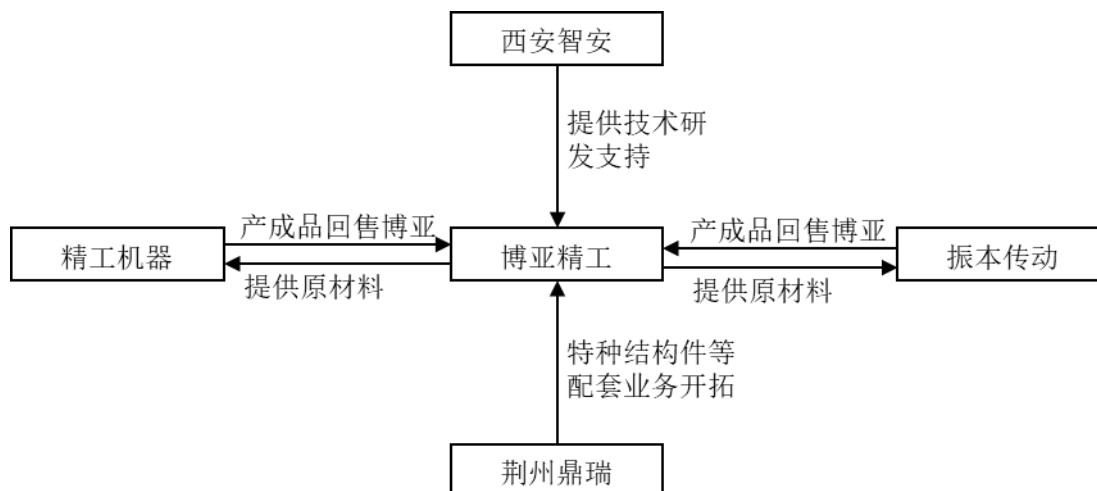 西安智安
提供技术研
发支持
产成品回售博亚
产成品回售博亚
精工机器
博亚精工
振本传动
提供原材料
提供原材料
特种结构件等
配套业务开拓
荆州鼎瑞